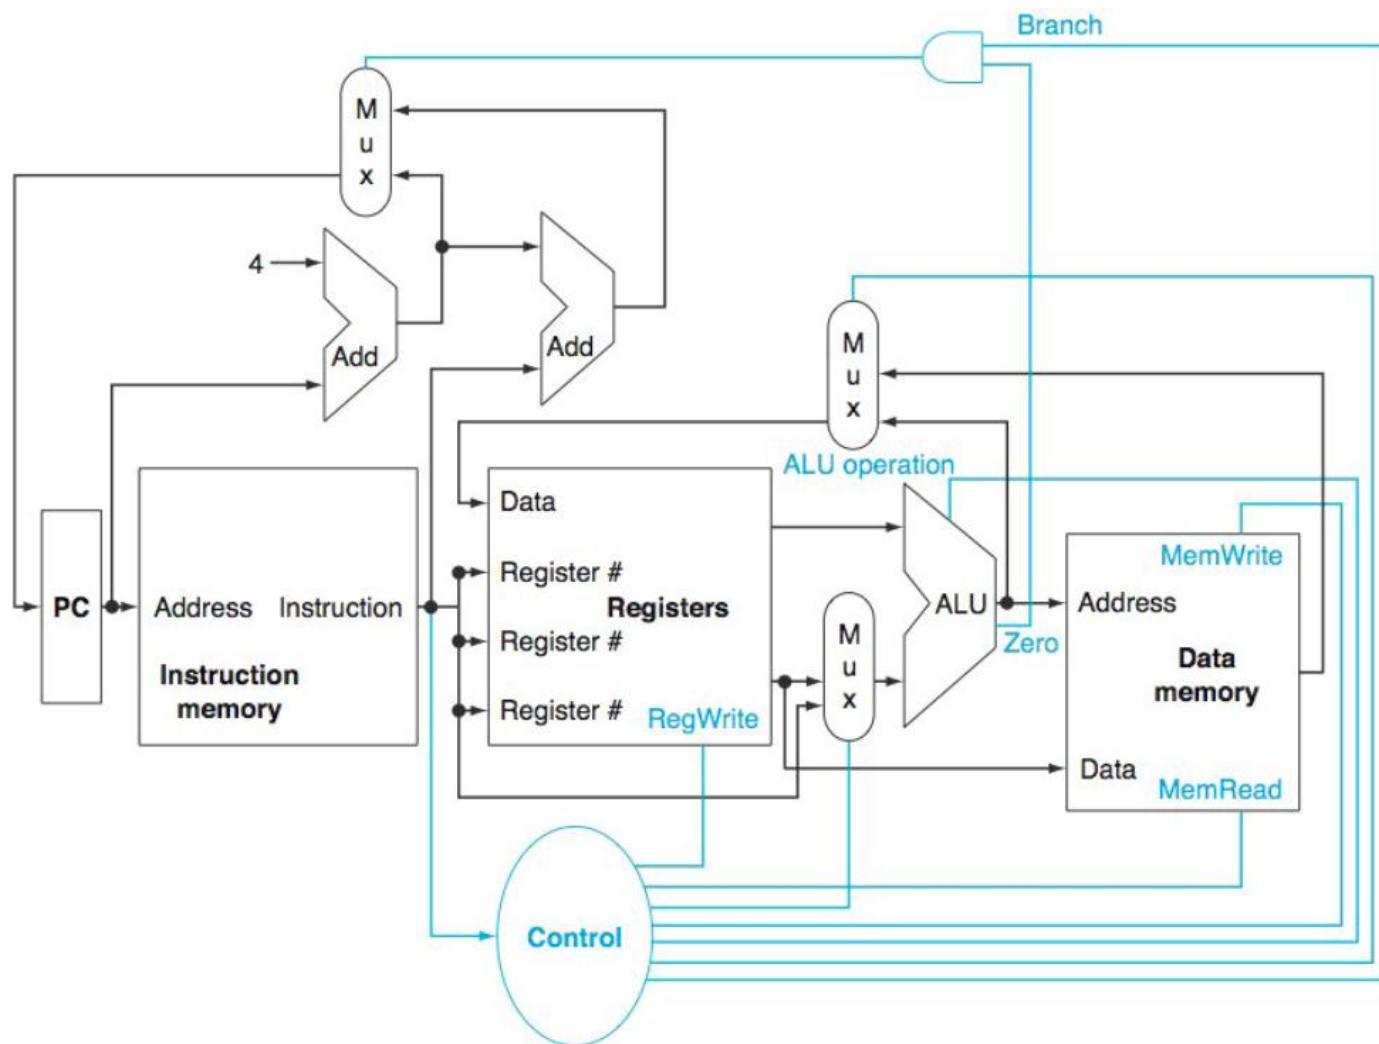 Branch
M
u
x
4
Add
Add
M
u
x
ALU operation
Data
Register #
Registers
Register #
Register #
RegWrite
PC
Address
Instruction
Instruction
memory
M
u
x
ALU
Zero
MemWrite
Address
Data
memory
Data
MemRead
Control